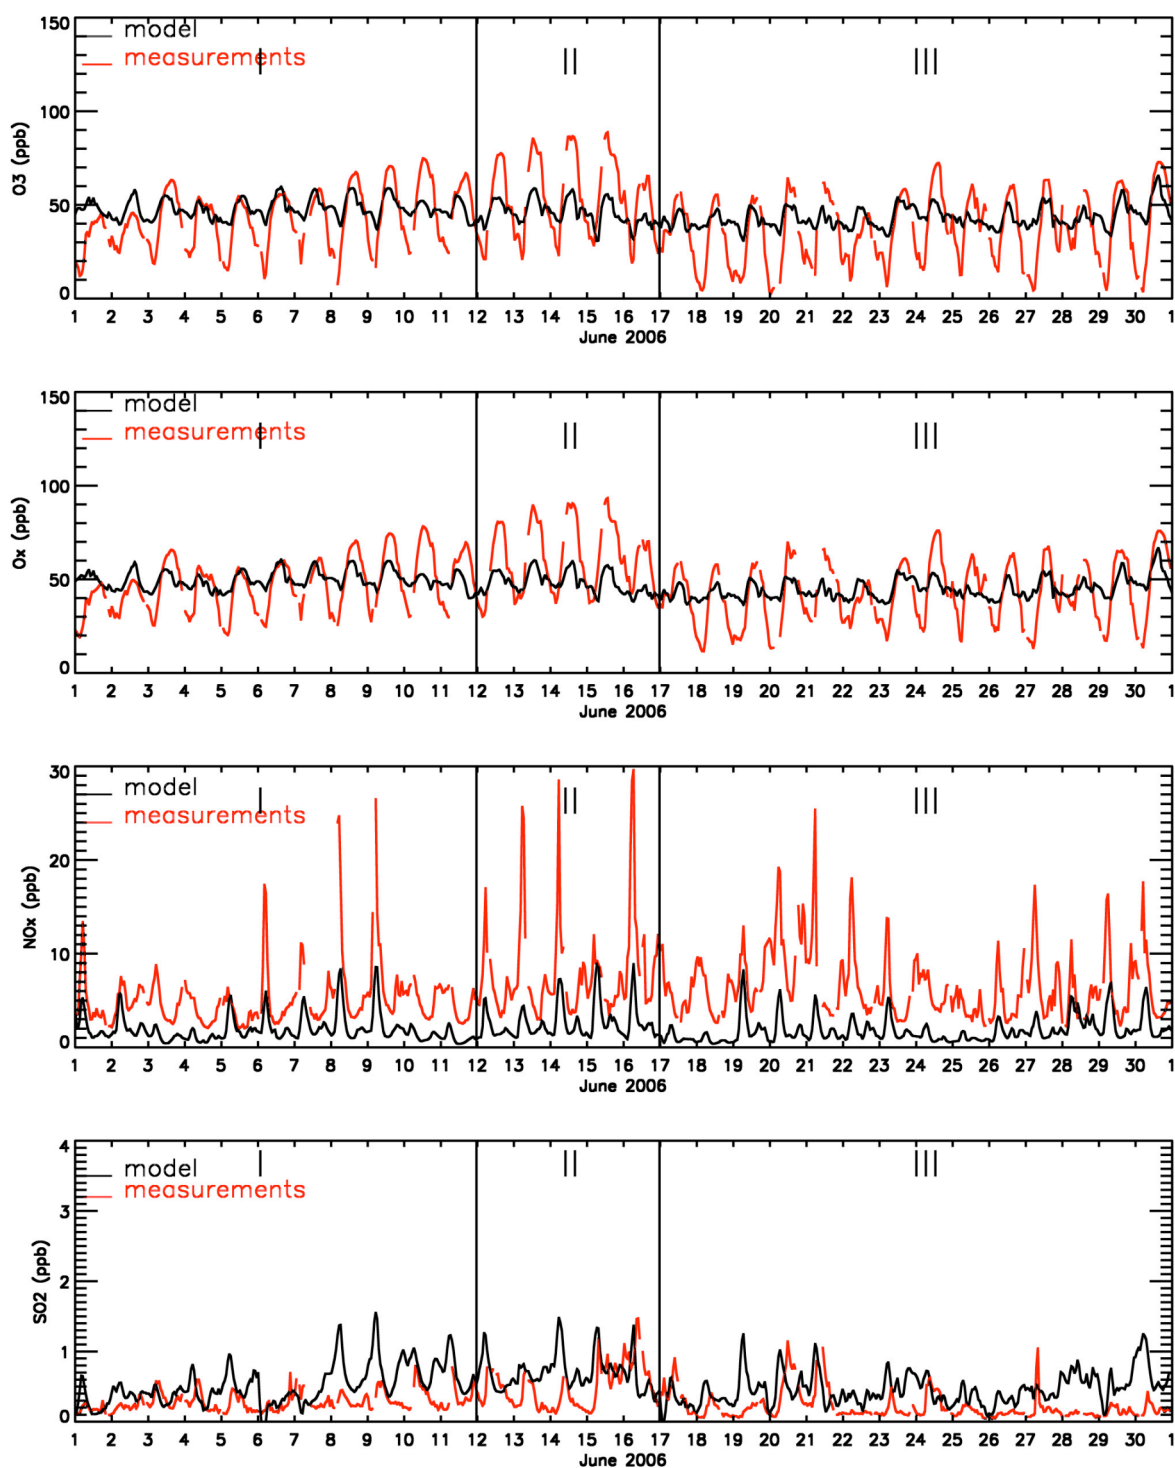 150
100
50
0
O3 (ppb)
model
measurements
I
II
III
1 2 3 4 5 6 7 8 9 10 11 12 13 14 15 16 17 18 19 20 21 22 23 24 25 26 27 28 29 30 1
June 2006
150
100
50
0
Ox (ppb)
model
measurements
I
II
III
1 2 3 4 5 6 7 8 9 10 11 12 13 14 15 16 17 18 19 20 21 22 23 24 25 26 27 28 29 30 1
June 2006
30
20
10
0
NOx (ppb)
model
measurements
I
II
III
1 2 3 4 5 6 7 8 9 10 11 12 13 14 15 16 17 18 19 20 21 22 23 24 25 26 27 28 29 30 1
June 2006
4
3
2
1
0
SO2 (ppb)
model
measurements
I
II
III
1 2 3 4 5 6 7 8 9 10 11 12 13 14 15 16 17 18 19 20 21 22 23 24 25 26 27 28 29 30 1
June 2006